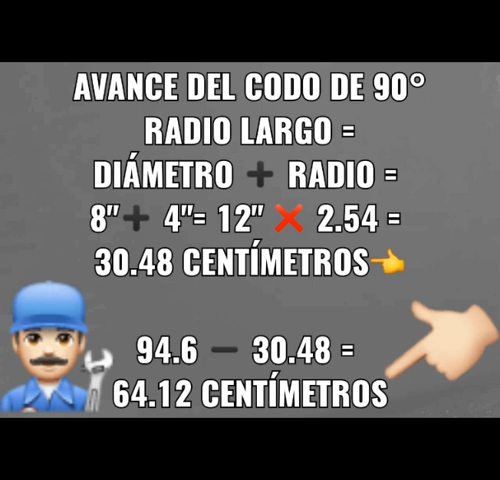 AVANCE DEL CODO DE 90°
RADIO LARGO =
DIÁMETRO ➕ RADIO =
8"➕ 4"= 12" ❌ 2.54 =
30.48 CENTÍMETROS👈
94.6 ➖ 30.48 =
64.12 CENTÍMETROS